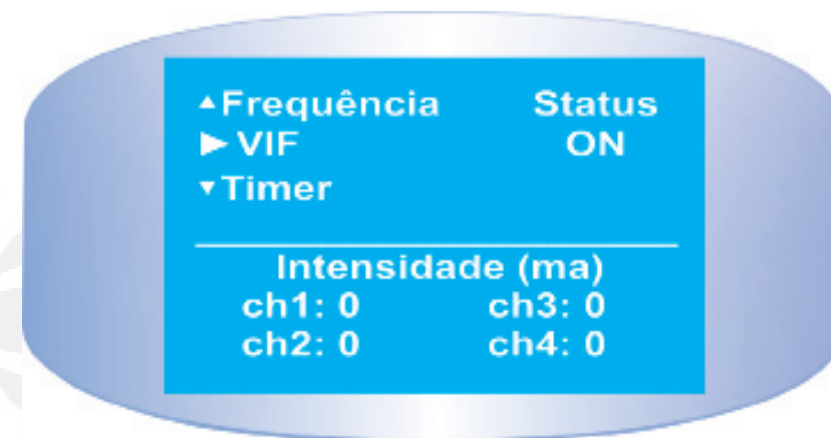 ▲Frequência Status
▶ VIF ON
▼Timer
Intensidade (ma)
ch1: 0 ch3: 0
ch2: 0 ch4: 0